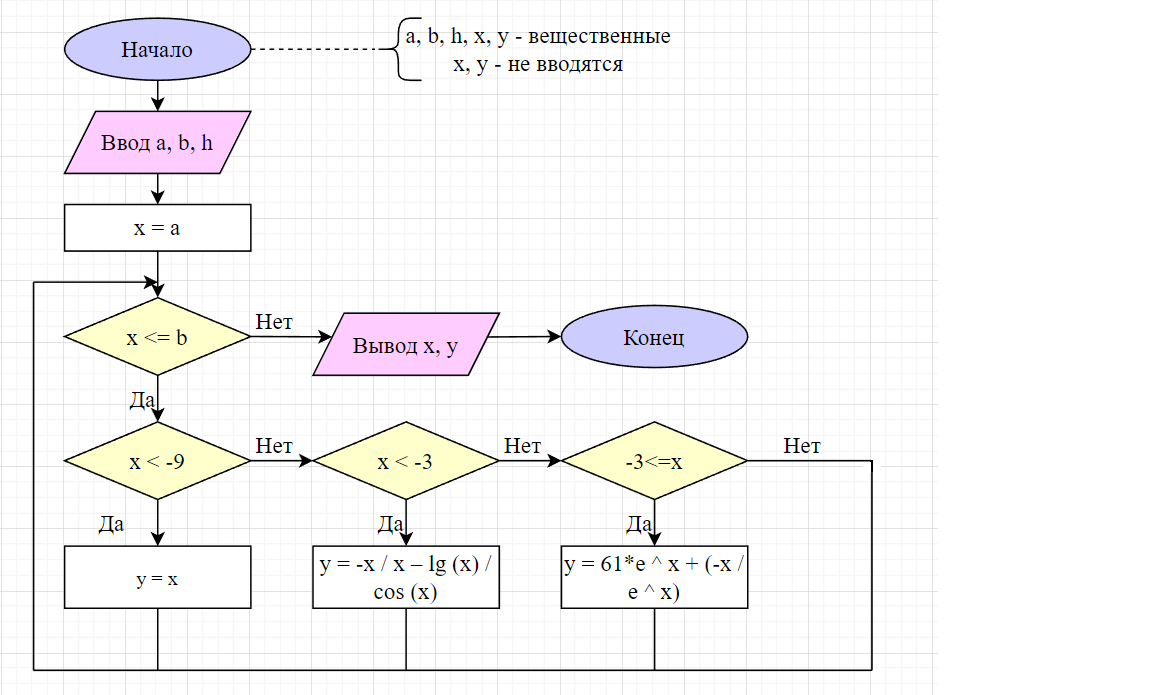 Начало
a, b, h, x, y - вещественные
x, y - не вводятся
Ввод a, b, h
x = a
x <= b
Нет
Вывод x, y
Конец
Да
x < -9
Нет
x < -3
Нет
-3<=x
Нет
Да
Да
Да
y = x
y = -x / x – lg (x) /
cos (x)
y = 61*e ^ x + (-x /
e ^ x)